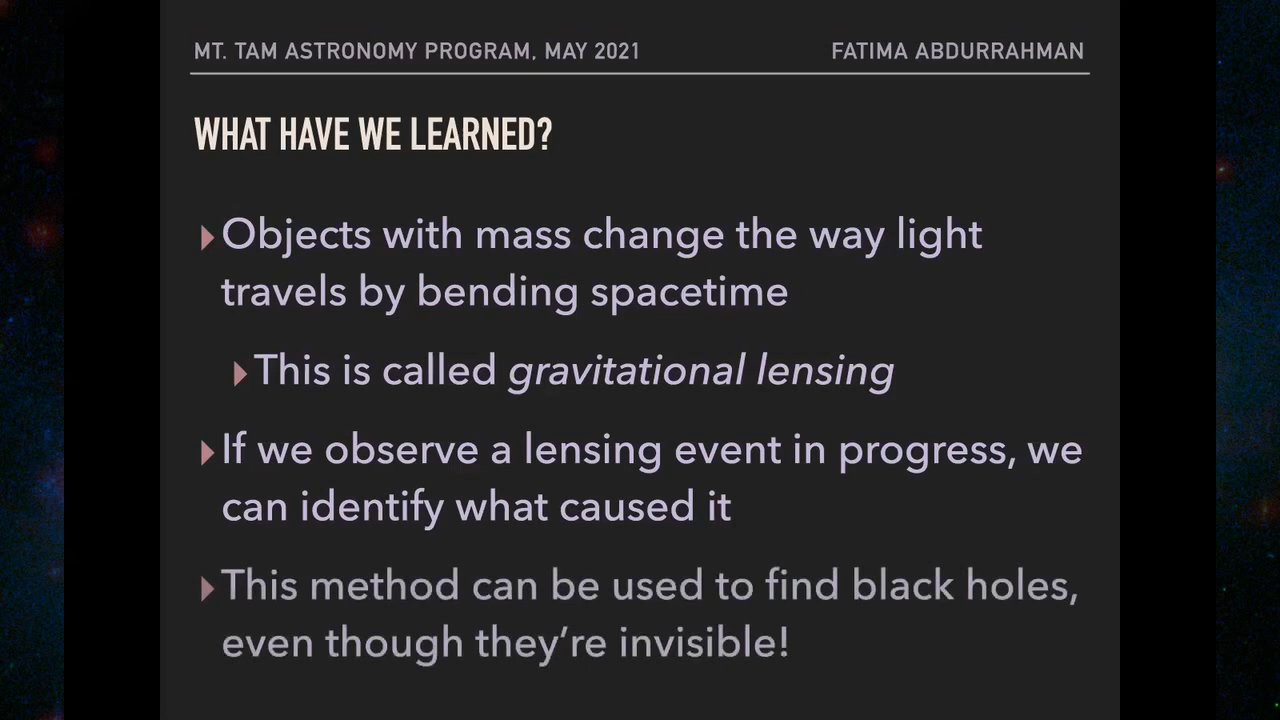 MT. TAM ASTRONOMY PROGRAM, MAY 2021
FATIMA ABDURRAHMAN
WHAT HAVE WE LEARNED?
Objects with mass change the way light
travels by bending spacetime
This is called gravitational lensing
If we observe a lensing event in progress, we
can identify what caused it
This method can be used to find black holes,
even though they’re invisible!